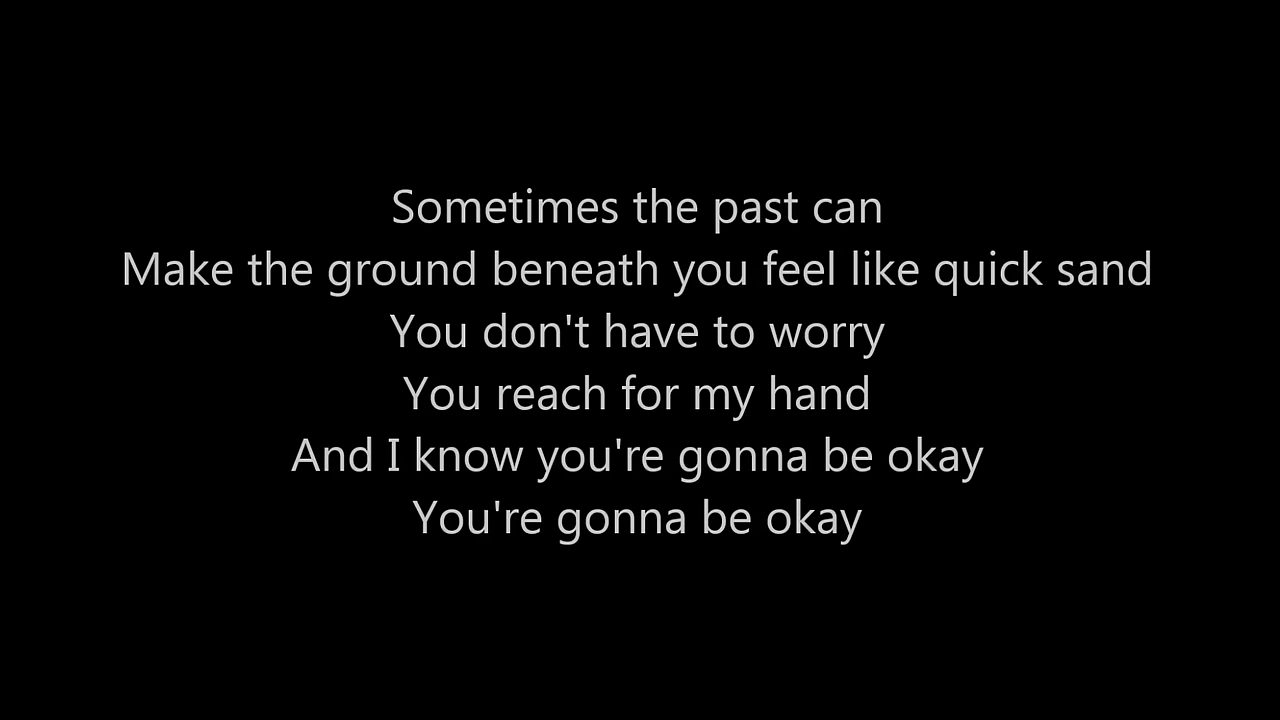 Sometimes the past can
Make the ground beneath you feel like quick sand
You don't have to worry
You reach for my hand
And I know you're gonna be okay
You're gonna be okay